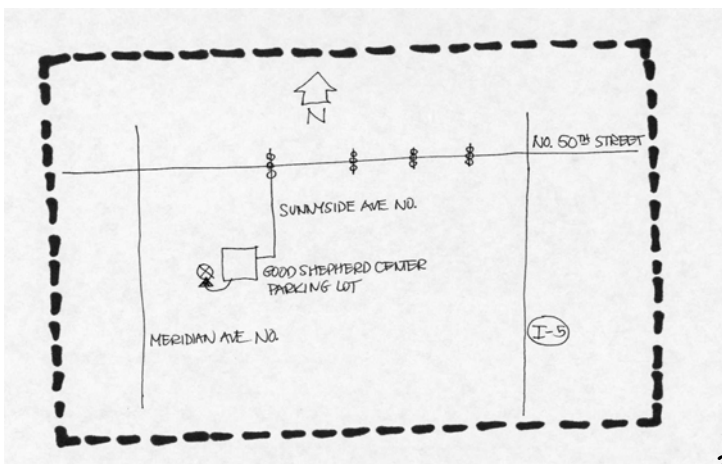 N
NO. 50TH STREET
SUNNYSIDE AVE NO.
GOOD SHEPHERD CENTER
PARKING LOT
MERIDIAN AVE NO.
I-5